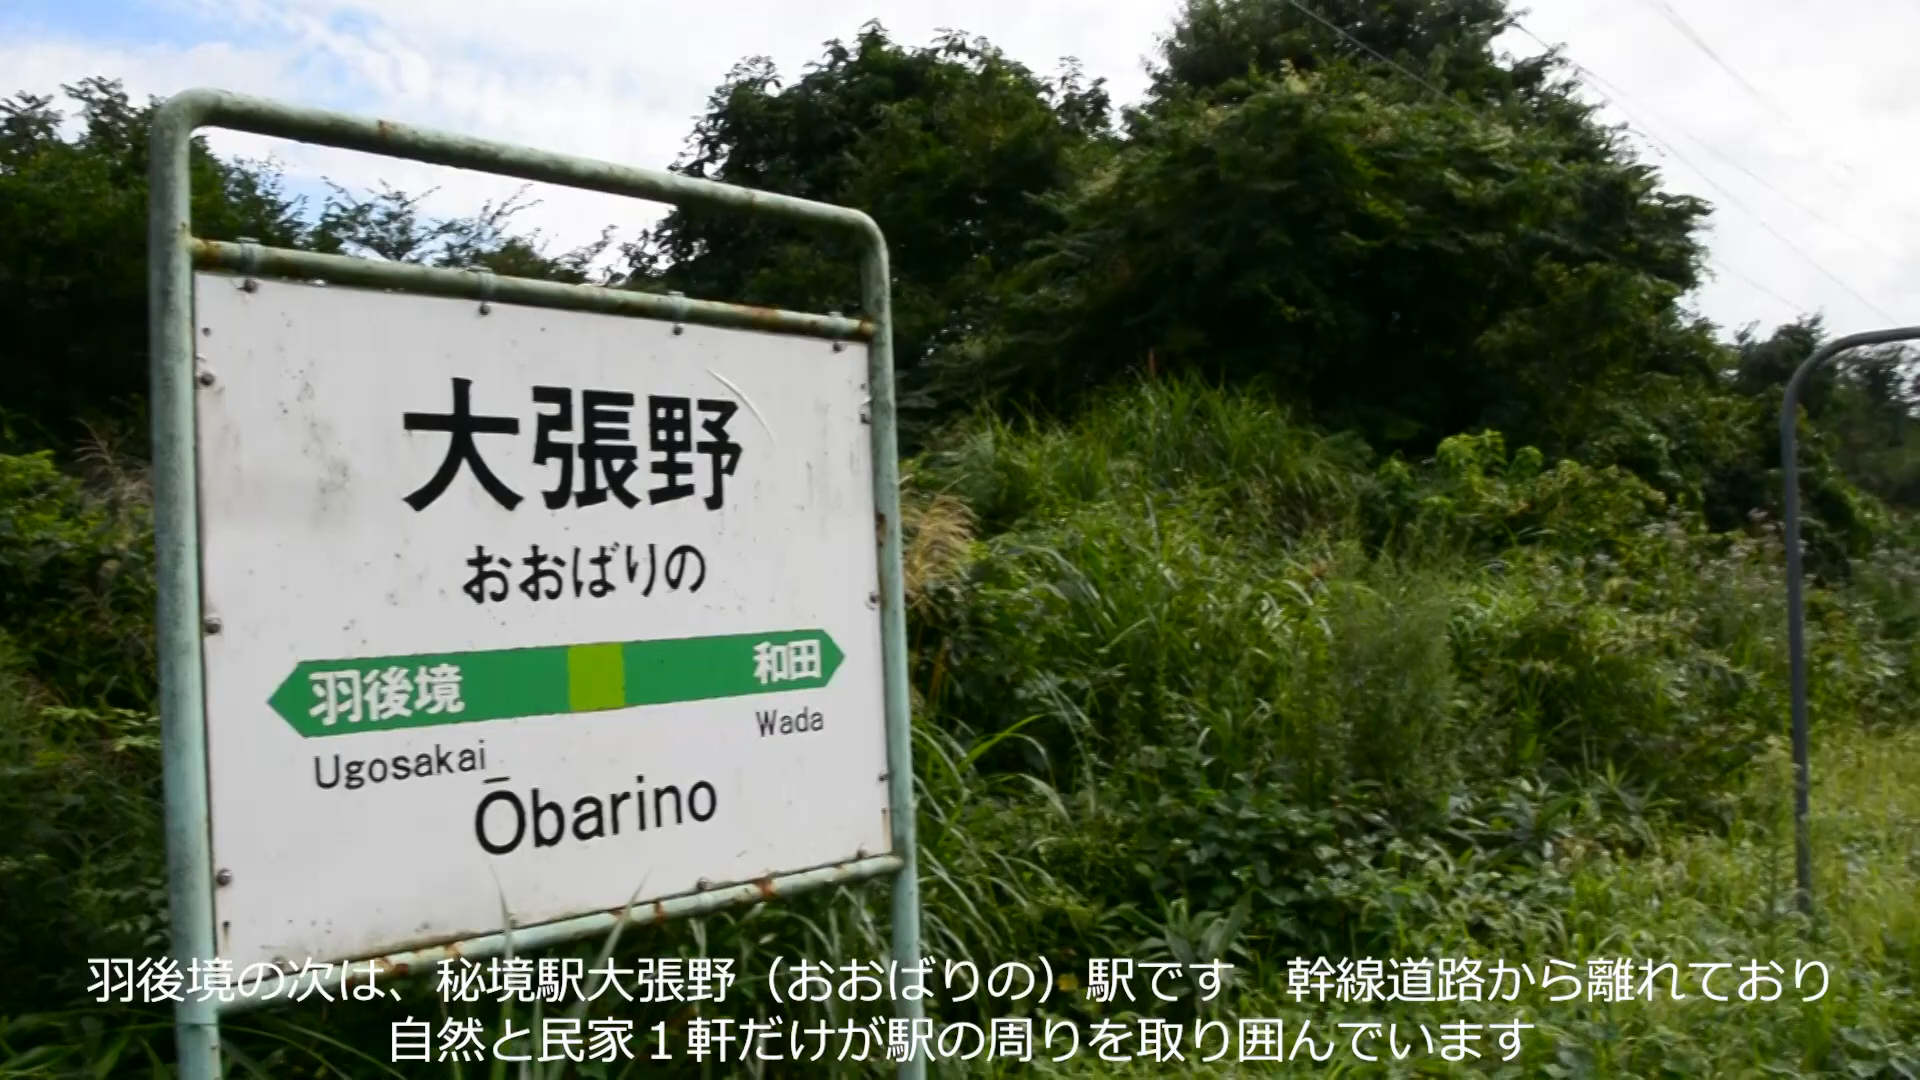 大張野
おおばりの
羽後境 和田
Ugosakai Wada
Ōbarino
羽後境の次は、秘境駅大張野（おおばりの）駅です　幹線道路から離れており
自然と民家１軒だけが駅の周りを取り囲んでいます